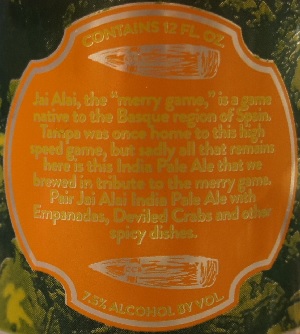 CONTAINS 12 FL. OZ.
Jai Alai, the "merry game," is a game
native to the Basque region of Spain.
Tampa was once home to this high
speed game, but sadly all that remains
here is this India Pale Ale that we
brewed in tribute to the merry game.
Pair Jai Alai India Pale Ale with
Empanadas, Deviled Crabs and other
spicy dishes.
7.5% ALCOHOL BY VOL.